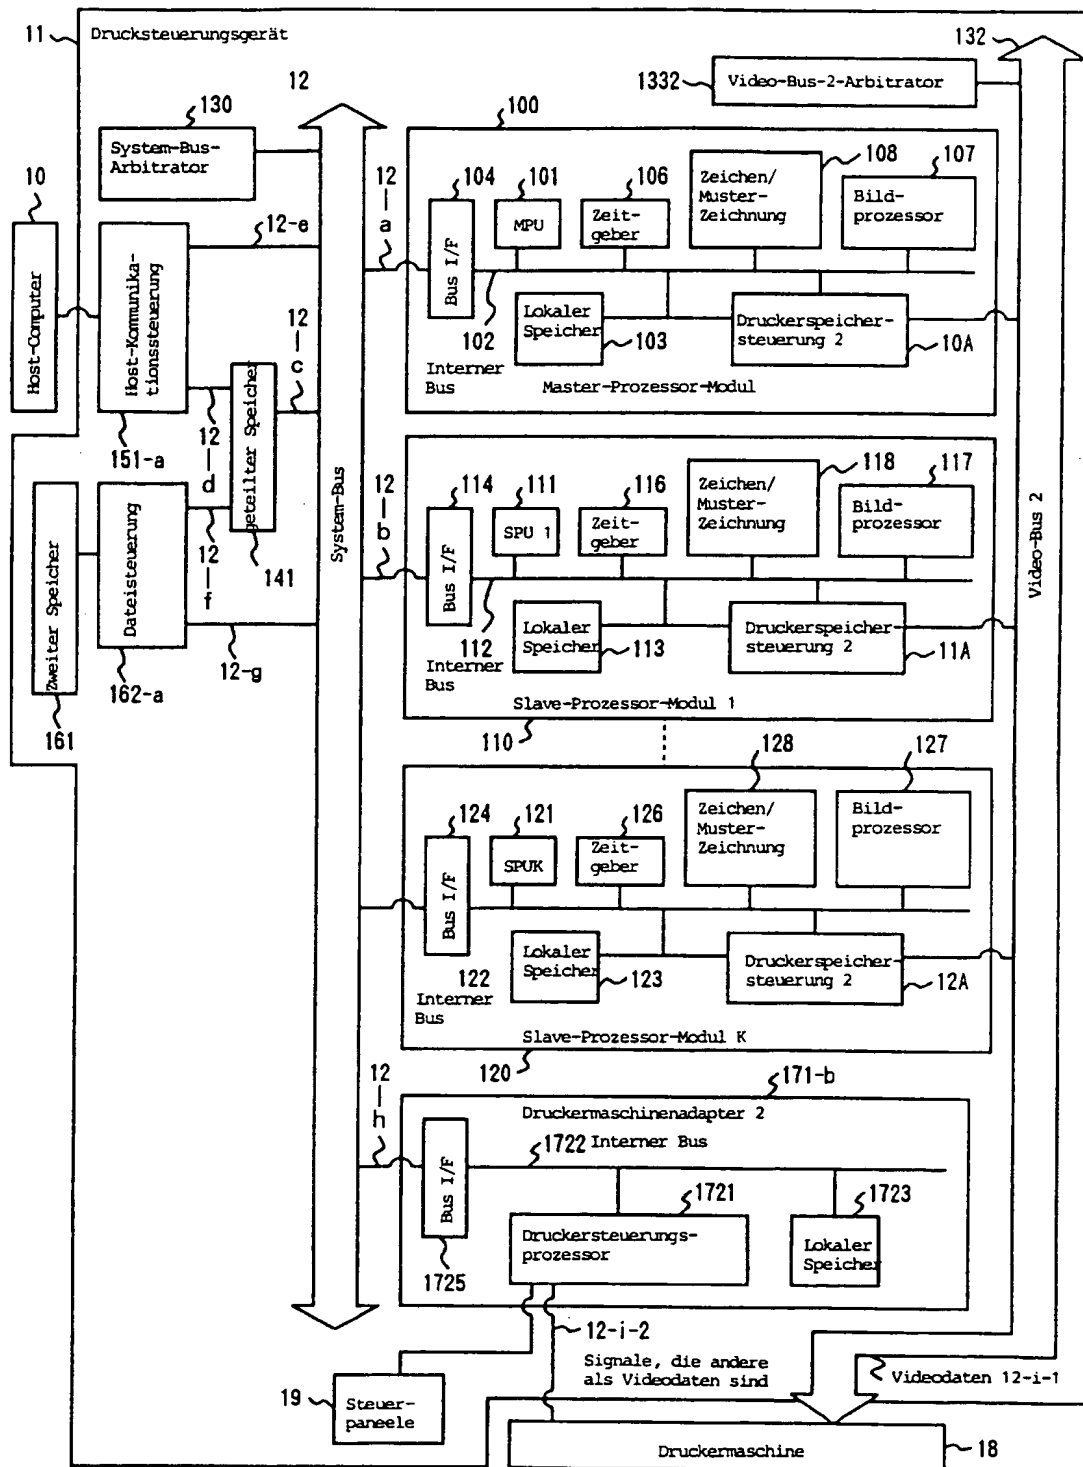 11
Drucksteuerungsgerät
132
1332
Video-Bus-2-Arbitrator
12
130
System-Bus-
Arbitrator
100
10
Host-Computer
Host-Kommunika-
tionssteuerung
151-a
12-e
12-a
104
Bus I/F
101
MPU
106
Zeit-
geber
108
Zeichen/
Muster-
Zeichnung
107
Bild-
prozessor
102
Interner
Bus
Lokaler
Speicher
103
Druckerspeicher-
steuerung 2
10A
Master-Prozessor-Modul
12-c
12-d
geteilter Speicher
141
12-f
Zweiter Speicher
161
Dateisteuerung
162-a
12-g
System-Bus
Video-Bus 2
12-b
114
Bus I/F
111
SPU 1
116
Zeit-
geber
118
Zeichen/
Muster-
Zeichnung
117
Bild-
prozessor
112
Interner
Bus
Lokaler
Speicher
113
Druckerspeicher
steuerung 2
11A
Slave-Prozessor-Modul 1
110
124
Bus I/F
121
SPUK
126
Zeit-
geber
128
Zeichen/
Muster-
Zeichnung
127
Bild-
prozessor
122
Interner
Bus
Lokaler
Speicher
123
Druckerspeicher
steuerung 2
12A
Slave-Prozessor-Modul K
120
171-b
12-h
Druckermaschinenadapter 2
Bus I/F
1725
1722
Interner Bus
1721
Druckersteuerungs-
prozessor
1723
Lokaler
Speicher
12-i-2
Signale, die andere
als Videodaten sind
Videodaten 12-i-1
19
Steuer-
paneele
Druckermaschine
18